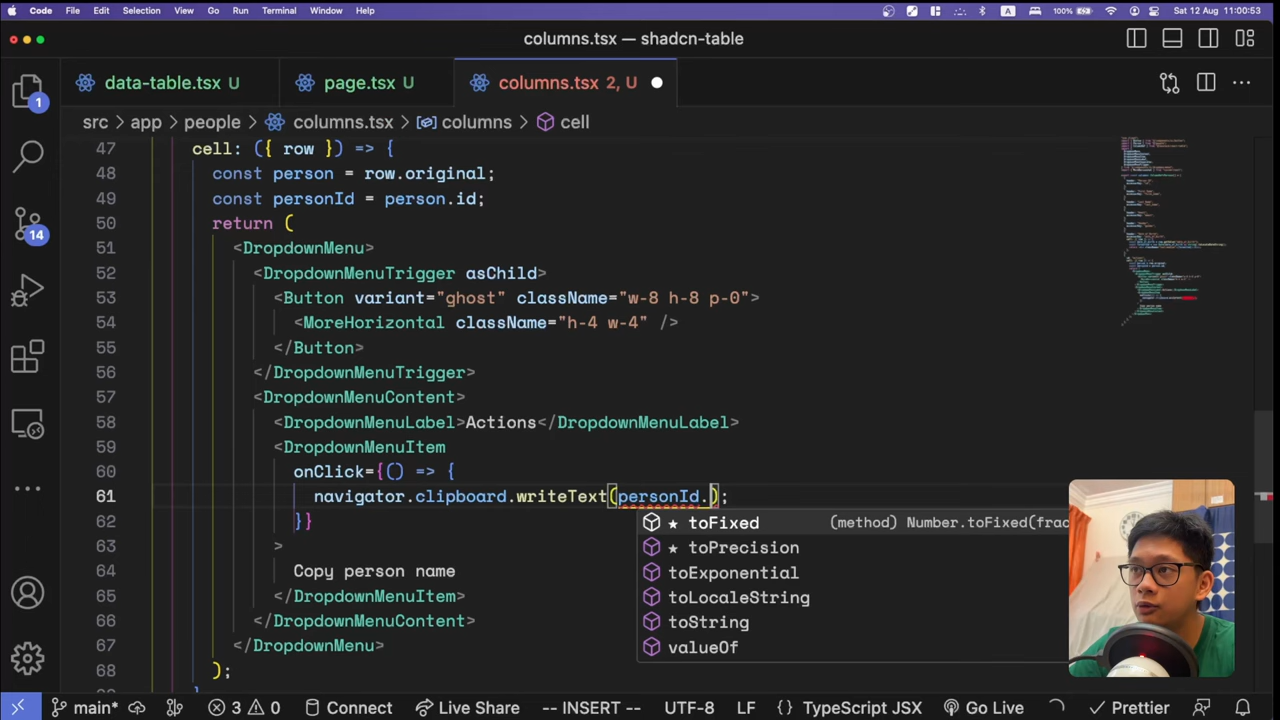 Code File Edit Selection View Go Run Terminal Window Help A 100% Sat 12 Aug 11:00:53
columns.tsx — shadcn-table
data-table.tsx U page.tsx U columns.tsx 2, U
src > app > people > columns.tsx > columns > cell
1
14
47 cell: ({ row }) => {
48 const person = row.original;
49 const personId = person.id;
50 return (
51 <DropdownMenu>
52 <DropdownMenuTrigger asChild>
53 <Button variant="ghost" className="w-8 h-8 p-0">
54 <MoreHorizontal className="h-4 w-4" />
55 </Button>
56 </DropdownMenuTrigger>
57 <DropdownMenuContent>
58 <DropdownMenuLabel>Actions</DropdownMenuLabel>
59 <DropdownMenuItem
60 onClick={() => {
61 navigator.clipboard.writeText(personId.);
62 }}
63 >
64 Copy person name
65 </DropdownMenuItem>
66 </DropdownMenuContent>
67 </DropdownMenu>
68 );
★ toFixed (method) Number.toFixed(frac
★ toPrecision
toExponential
toLocaleString
toString
valueOf
main* 3 0 Connect Live Share -- INSERT -- UTF-8 LF {} TypeScript JSX Go Live Prettier